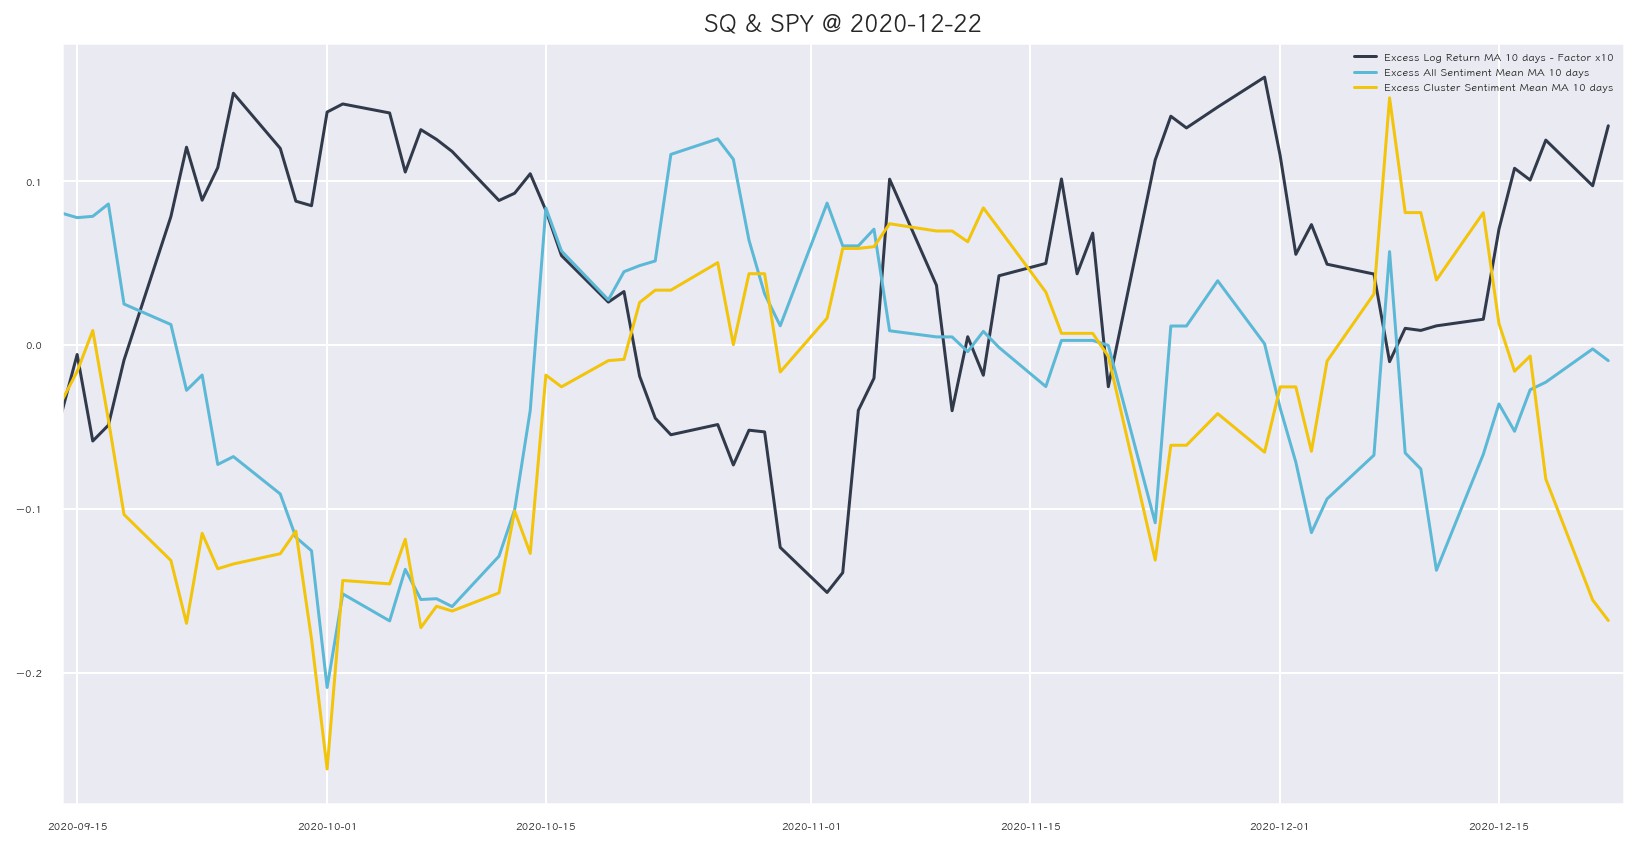 SQ & SPY @ 2020-12-22
Excess Log Return MA 10 days - Factor x10
Excess All Sentiment Mean MA 10 days
Excess Cluster Sentiment Mean MA 10 days
0.1
0.0
−0.1
−0.2
2020-09-15
2020-10-01
2020-10-15
2020-11-01
2020-11-15
2020-12-01
2020-12-15